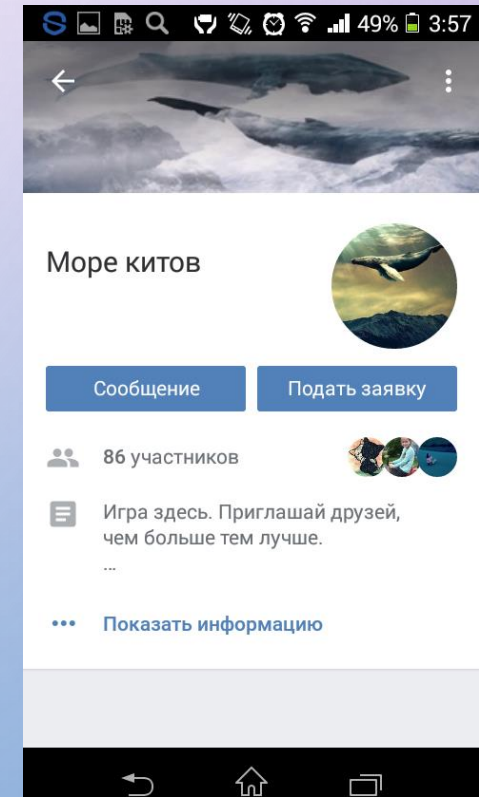 49% 3:57
Море китов
Сообщение Подать заявку
86 участников
Игра здесь. Приглашай друзей,
чем больше тем лучше.
...
Показать информацию